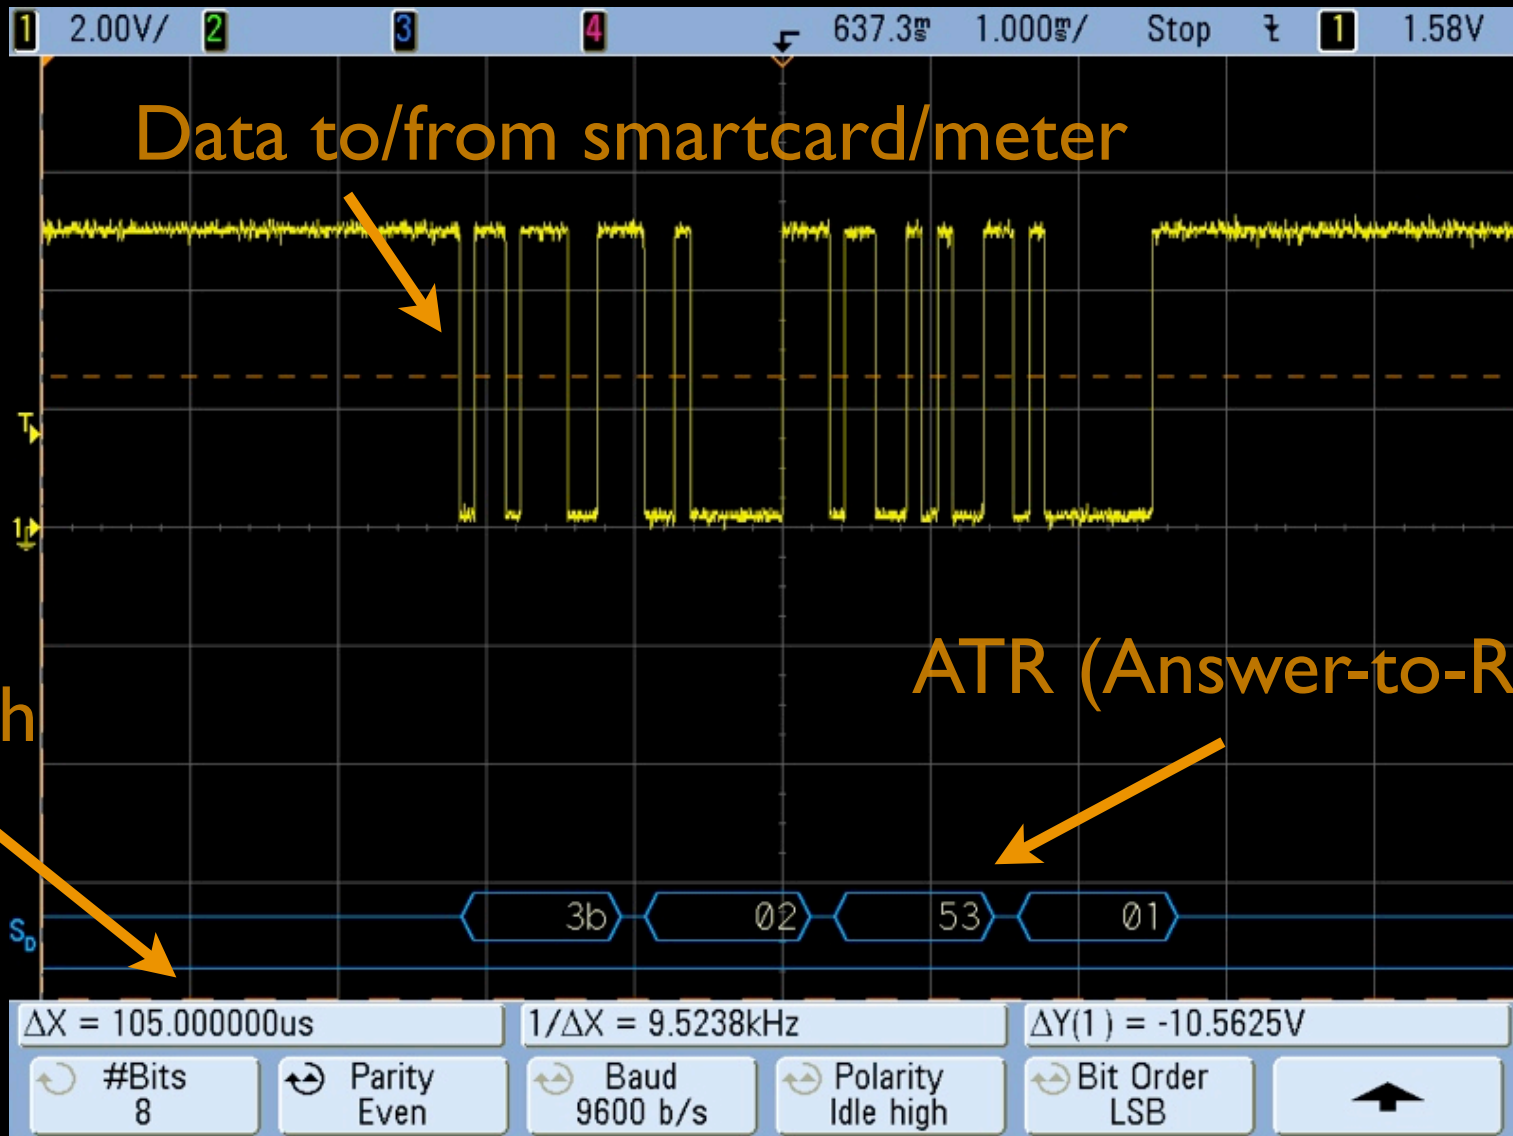 1 2.00V/ 2 3 4 637.3ms 1.000ms/ Stop 1 1.58V
Data to/from smartcard/meter
T
1
ATR (Answer-to-R
h
3b 02 53 01
SD
ΔX = 105.000000us 1/ΔX = 9.5238kHz ΔY(1) = -10.5625V
#Bits Parity Baud Polarity Bit Order
8 Even 9600 b/s Idle high LSB